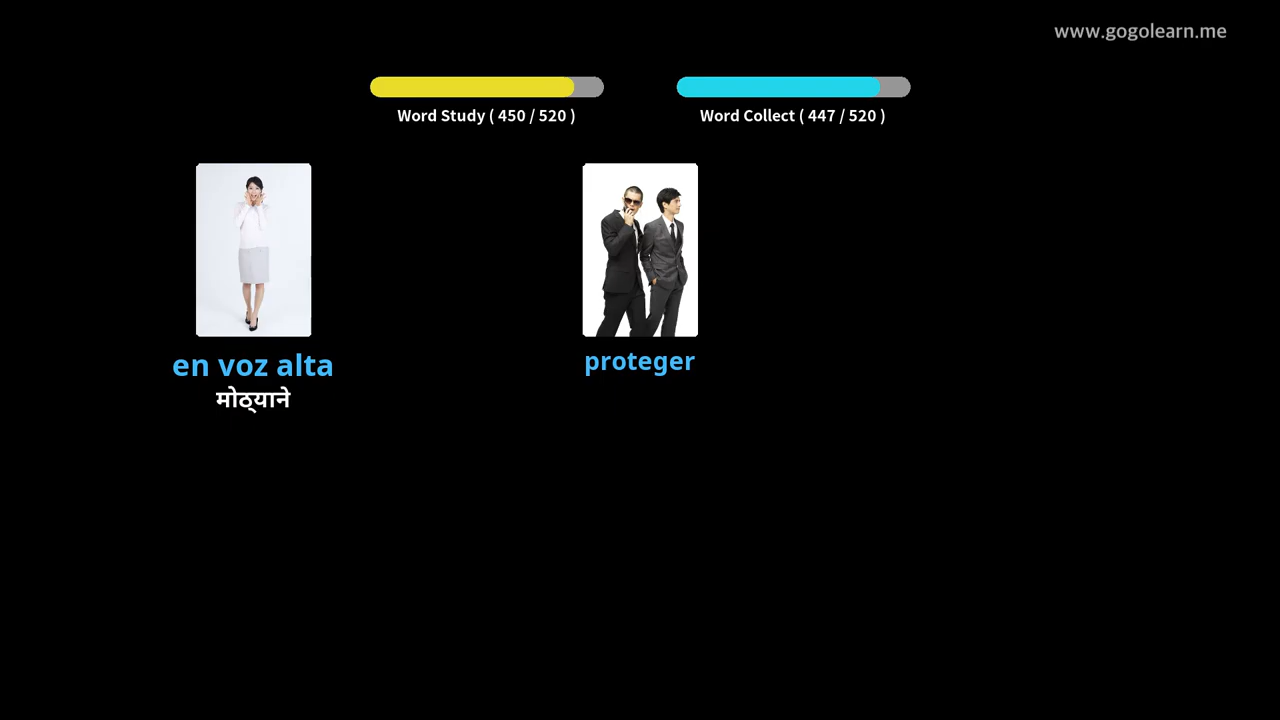 www.gogolearn.me
Word Study ( 450 / 520 )
Word Collect ( 447 / 520 )
en voz alta
मोठ्याने
proteger